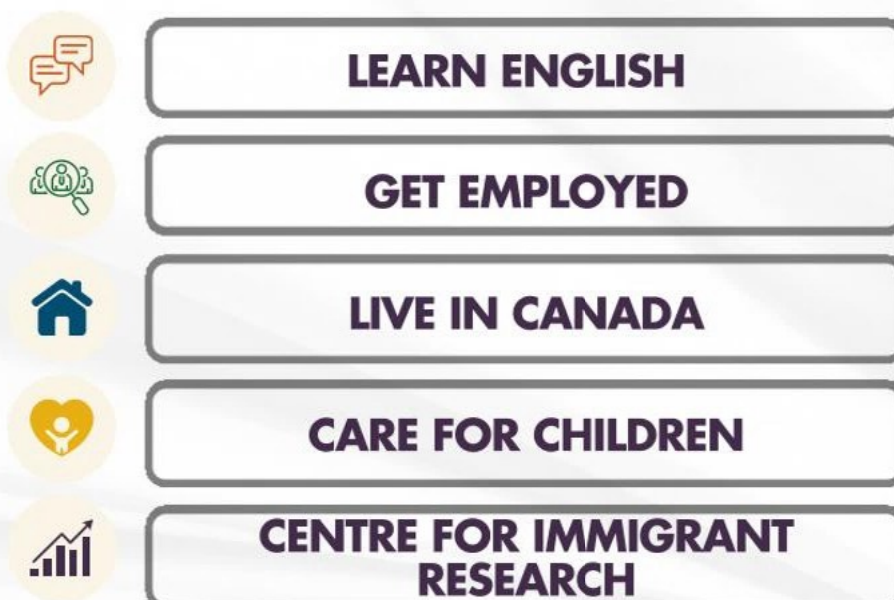 LEARN ENGLISH
GET EMPLOYED
LIVE IN CANADA
CARE FOR CHILDREN
CENTRE FOR IMMIGRANT
RESEARCH